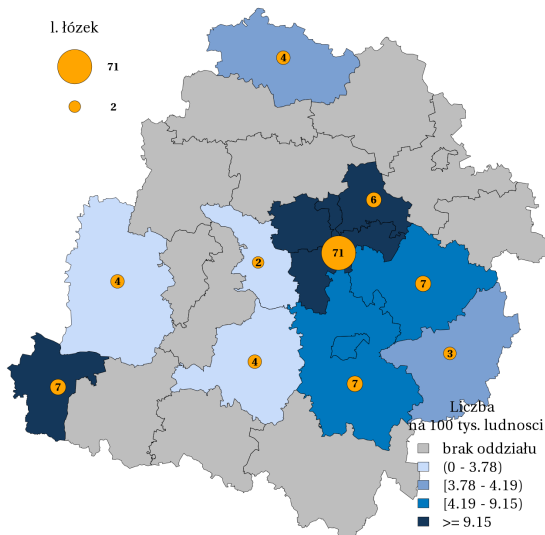 l. łózek
71
2
4
6
71
2
7
4
3
4
7
7
Liczba
na 100 tys. ludnosci
brak oddziału
(0 - 3.78)
[3.78 - 4.19)
[4.19 - 9.15)
>= 9.15